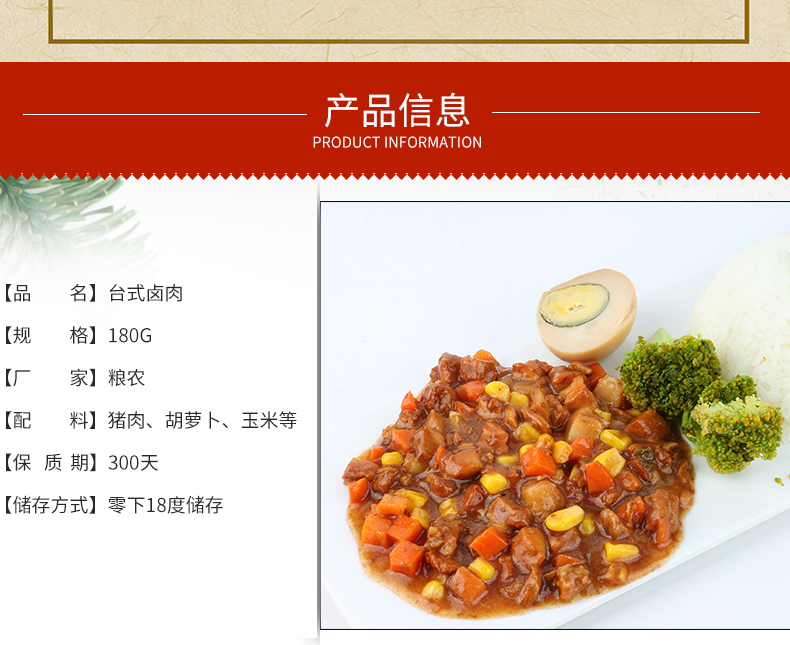 产品信息
PRODUCT INFORMATION
【品 名】台式卤肉
【规 格】180G
【厂 家】粮农
【配 料】猪肉、胡萝卜、玉米等
【保 质 期】300天
【储存方式】零下18度储存